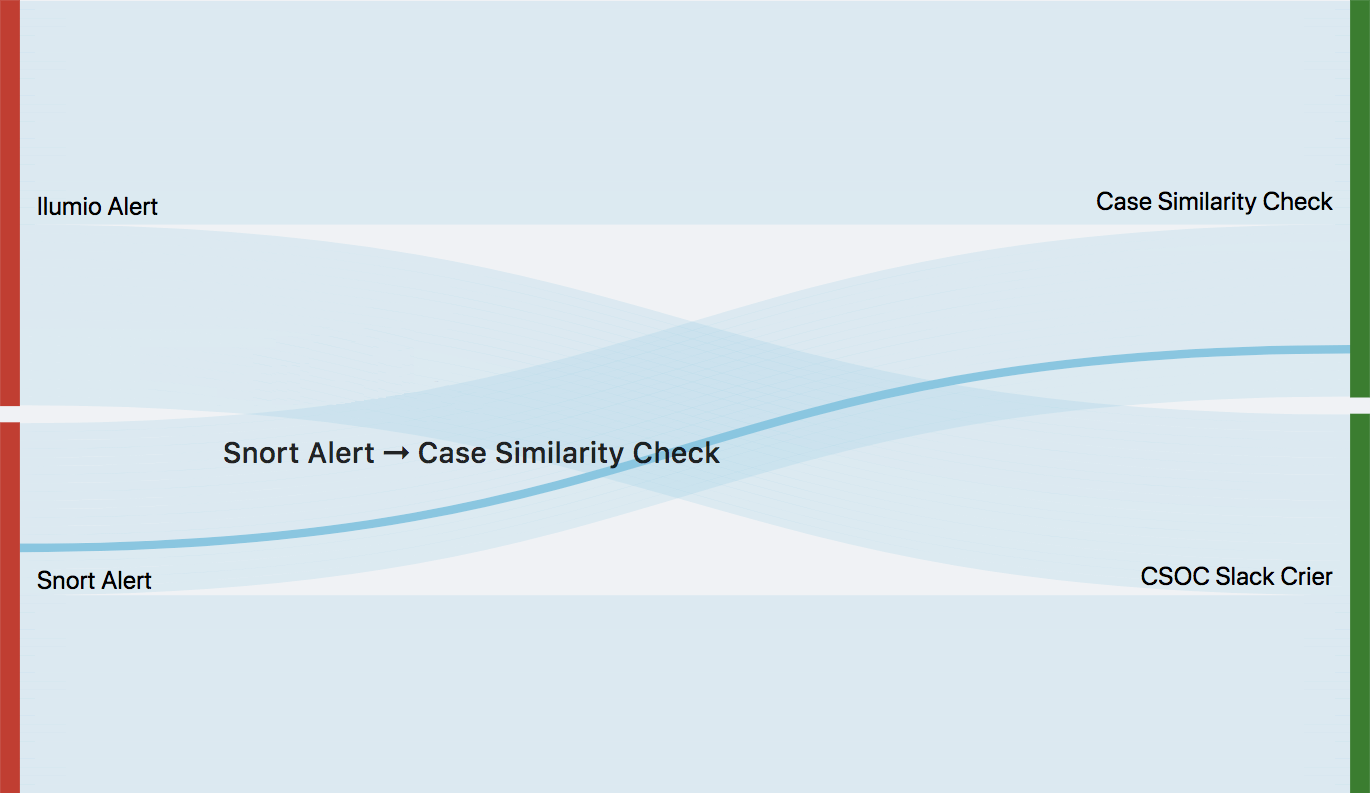 Ilumio Alert
Case Similarity Check
Snort Alert → Case Similarity Check
Snort Alert
CSOC Slack Crier